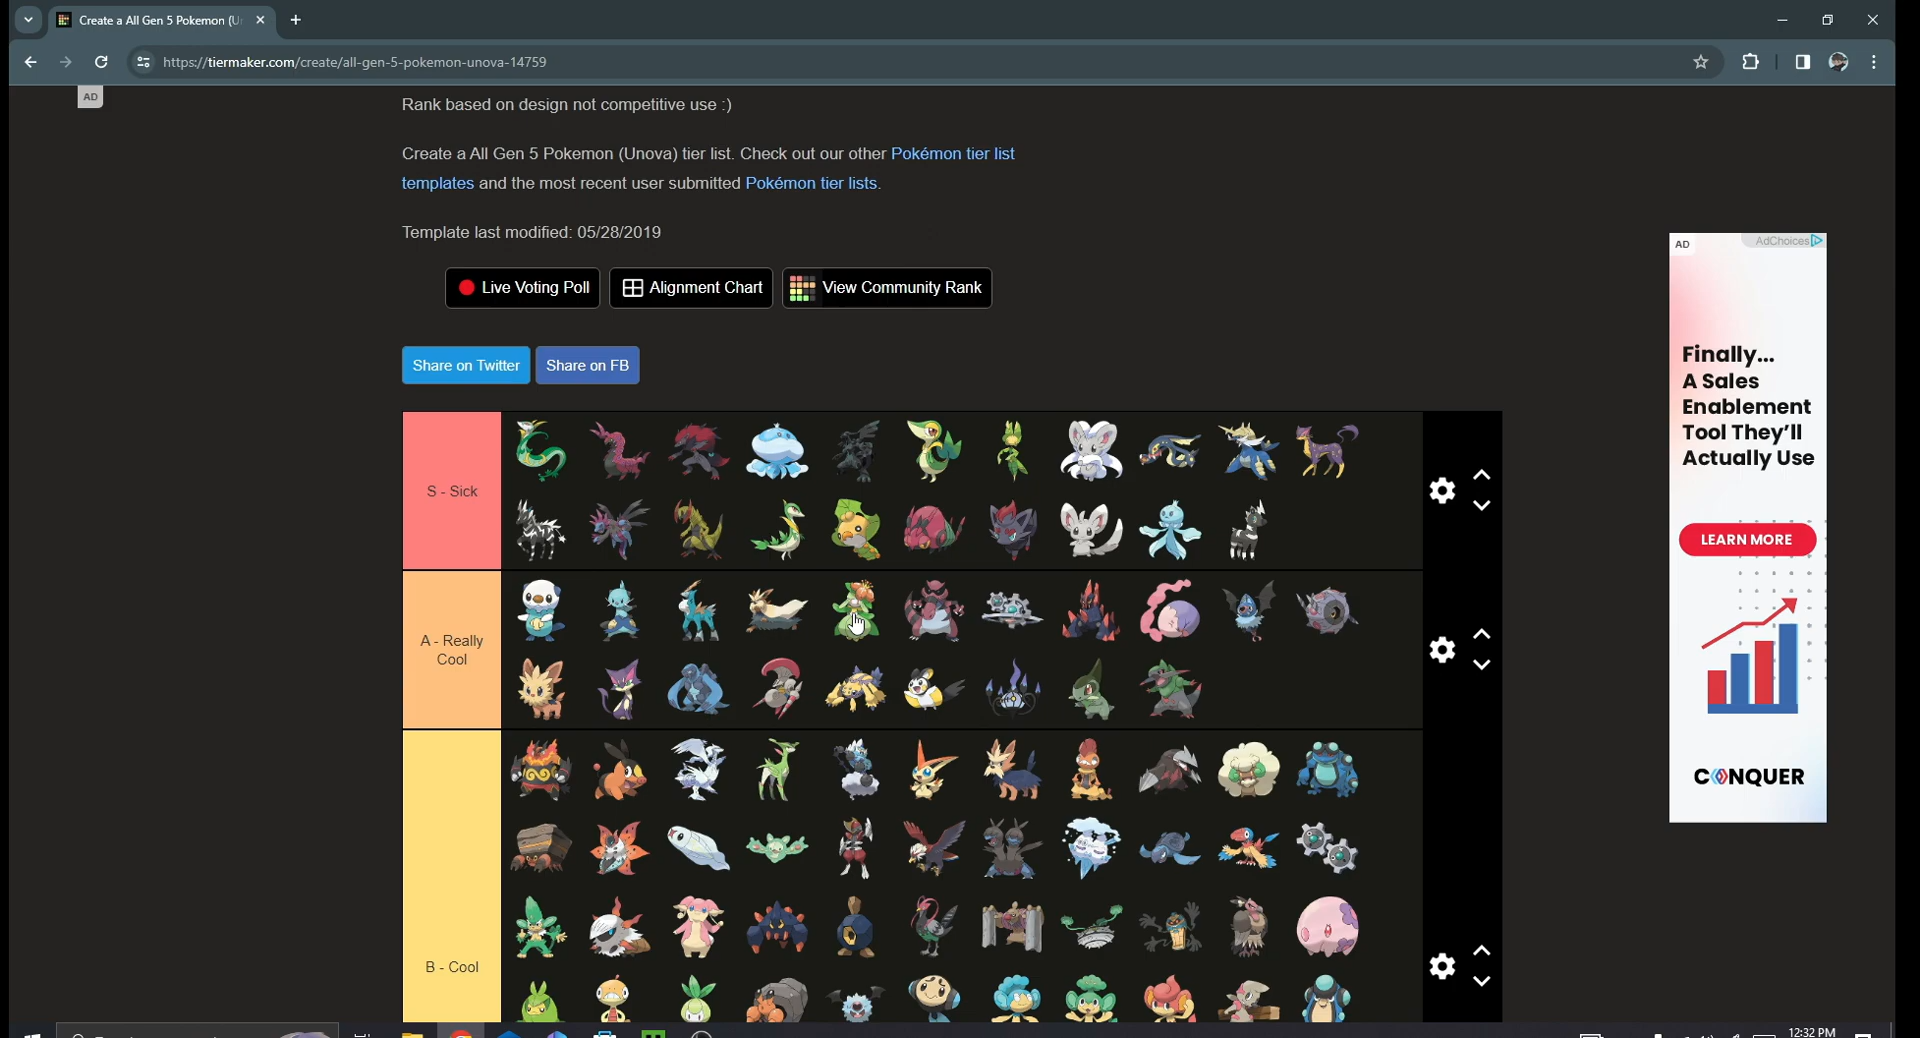 Create a All Gen 5 Pokemon (U
https://tiermaker.com/create/all-gen-5-pokemon-unova-14759
AD
Rank based on design not competitive use :)
Create a All Gen 5 Pokemon (Unova) tier list. Check out our other Pokémon tier list
templates and the most recent user submitted Pokémon tier lists.
Template last modified: 05/28/2019
Live Voting Poll
Alignment Chart
View Community Rank
Share on Twitter
Share on FB
S - Sick
A - Really
Cool
B - Cool
AD
AdChoices
Finally...
A Sales
Enablement
Tool They'll
Actually Use
LEARN MORE
CONQUER
12:32 PM